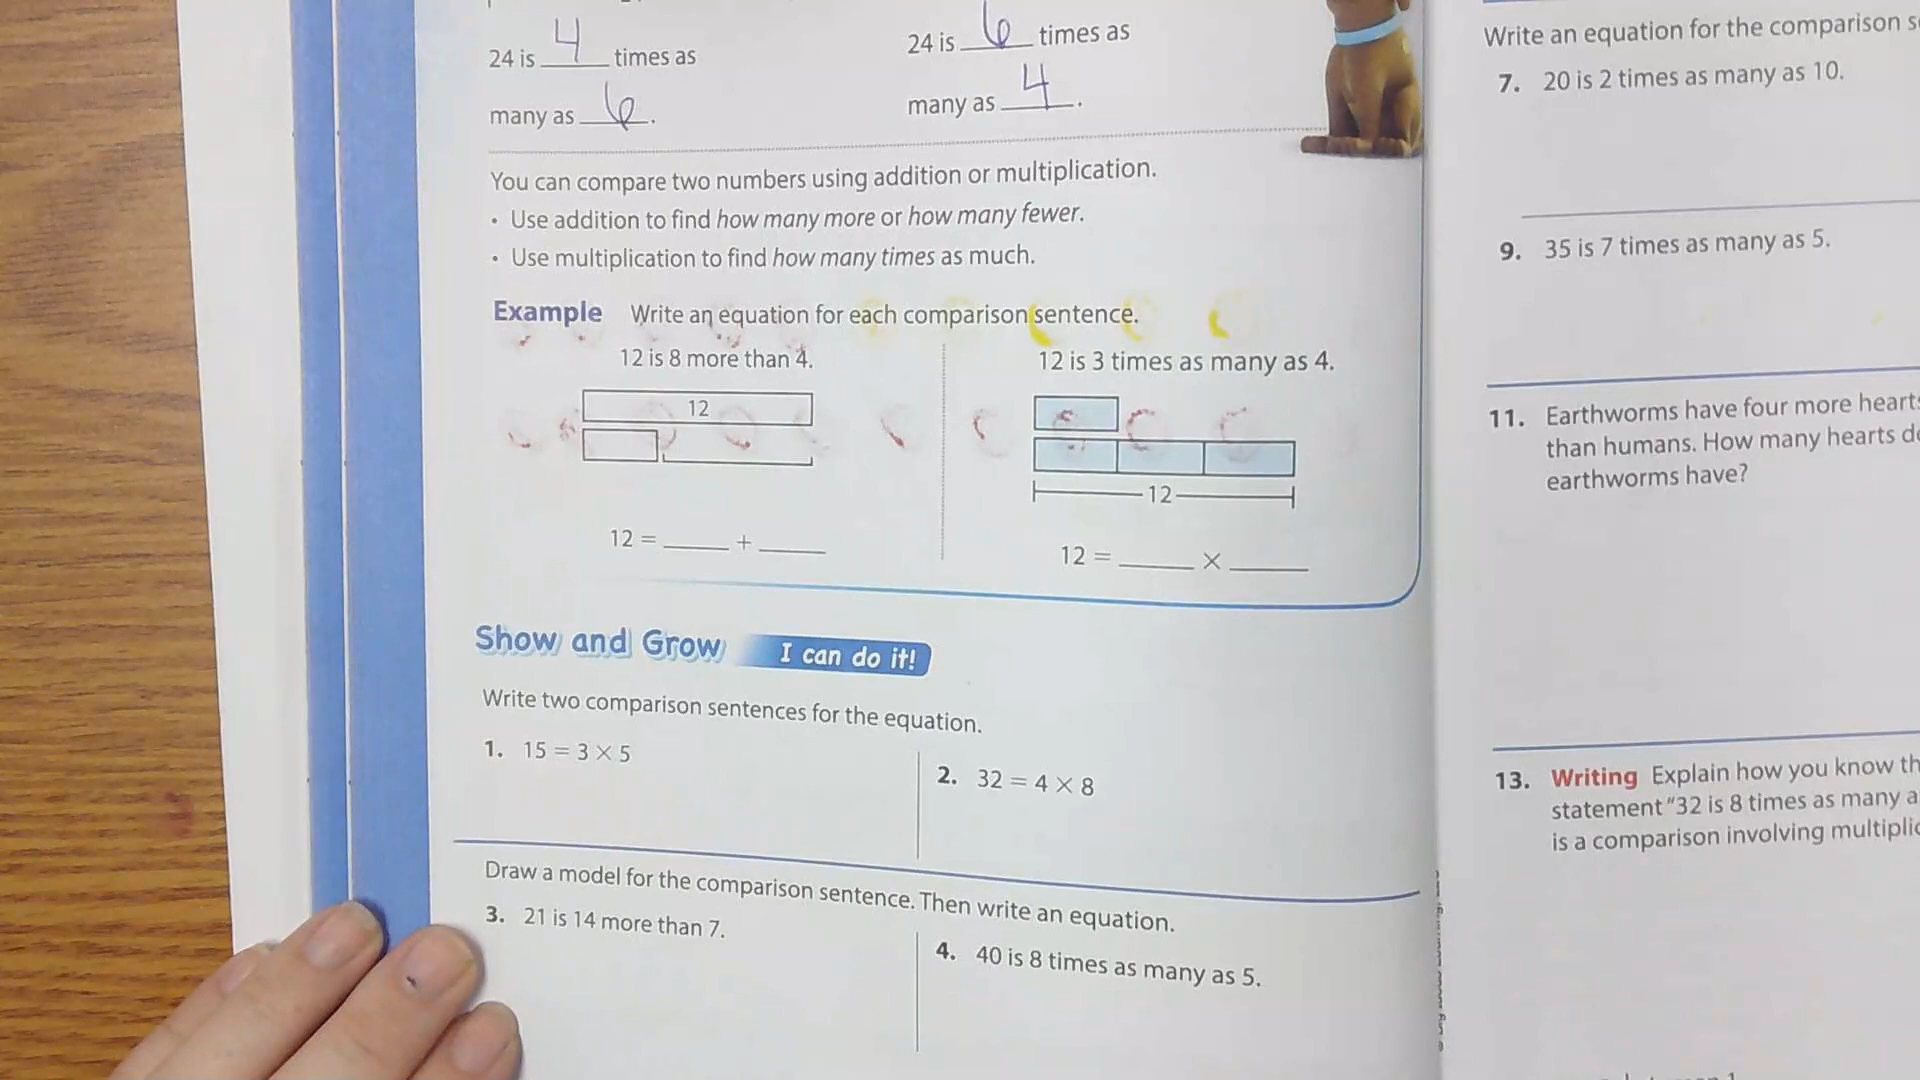 24 is 4 times as
many as 6.
24 is 6 times as
many as 4.
You can compare two numbers using addition or multiplication.
• Use addition to find how many more or how many fewer.
• Use multiplication to find how many times as much.
Example Write an equation for each comparison sentence.
12 is 8 more than 4.
12
12 = ____ + ____
12 is 3 times as many as 4.
12
12 = ____ × ____
Show and Grow I can do it!
Write two comparison sentences for the equation.
1. 15 = 3 × 5
2. 32 = 4 × 8
Draw a model for the comparison sentence. Then write an equation.
3. 21 is 14 more than 7.
4. 40 is 8 times as many as 5.
Write an equation for the comparison
7. 20 is 2 times as many as 10.
9. 35 is 7 times as many as 5.
11. Earthworms have four more hearts
than humans. How many hearts
earthworms have?
13. Writing Explain how you know
statement "32 is 8 times as many
is a comparison involving